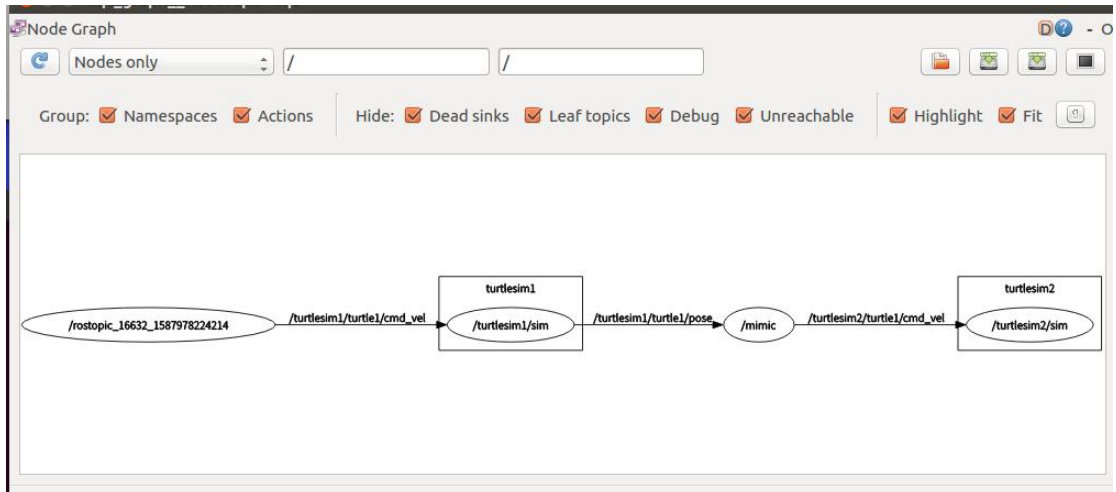 Node Graph
D ? - O
Nodes only / /
Group: Namespaces Actions Hide: Dead sinks Leaf topics Debug Unreachable Highlight Fit
turtlesim1 turtlesim2
/rostopic_16632_1587978224214 /turtlesim1/turtle1/cmd_vel /turtlesim1/sim /turtlesim1/turtle1/pose /mimic /turtlesim2/turtle1/cmd_vel /turtlesim2/sim